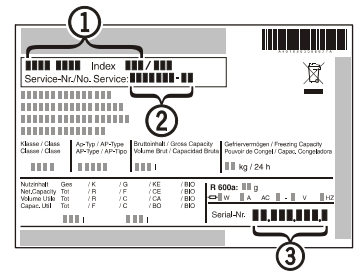 1
Index /
Service-Nr./No. Service: -
2
Klasse / Class
Classe / Clase
Ap-Typ / AP-Type
AP-Type / AP-Tipo
Bruttoinhalt / Gross Capacity
Volume Brut / Capacidad Bruta
Gefriervermögen / Freezing Capacity
Pouvoir de Congel / Capac. Congeladora
l
kg / 24 h
Nutzinhalt Ges / K / G / KE / BIO
Net.Capacity Tot / R / F / CE / BIO
Volume Utile Tot / R / C / CA / BIO
Capac. Util Tot / F / C / BO / BIO
l l
R 600a: g
W A AC - V HZ
Serial-Nr. . . .
3